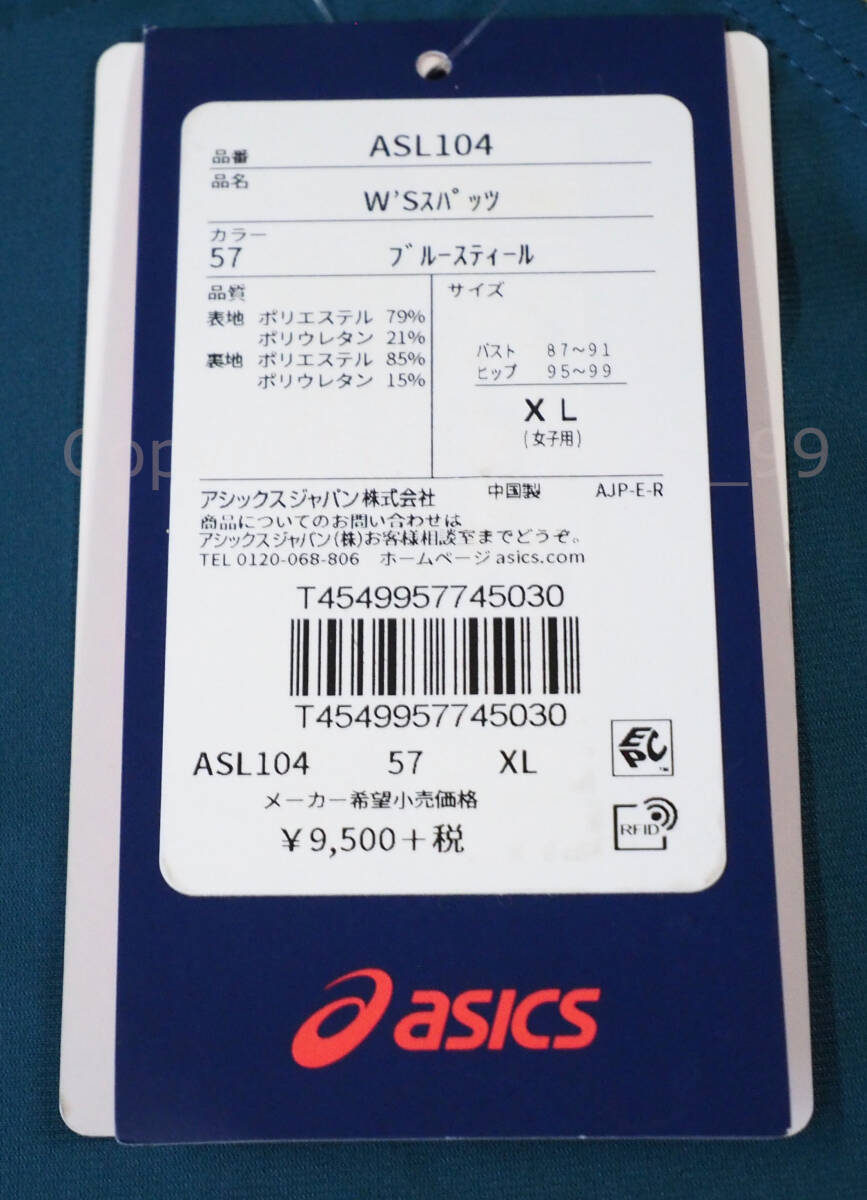 品番 ASL104
品名
W'Sスパッツ
カラー
57 ブルースティール
品質
表地 ポリエステル 79%
ポリウレタン 21%
裏地 ポリエステル 85%
ポリウレタン 15%
サイズ
バスト 87〜91
ヒップ 95〜99
XL
(女子用)
アシックスジャパン株式会社 中国製 AJP-E-R
商品についてのお問い合わせは
アシックスジャパン(株)お客様相談室までどうぞ。
TEL 0120-068-806 ホームページasics.com
T4549957745030
T4549957745030
ASL104 57 XL
EPC
メーカー希望小売価格
¥9,500+税
RFID
asics